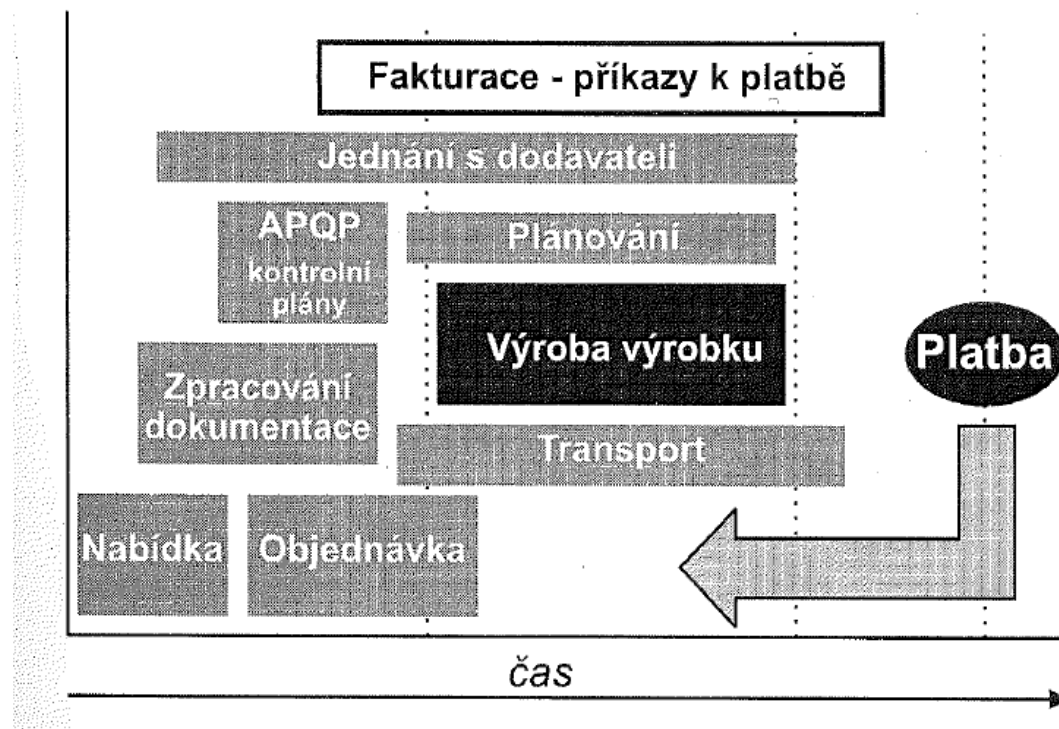 Fakturace - příkazy k platbě
Jednání s dodavateli
APQP
kontrolní
plány
Plánování
Výroba výrobku
Platba
Zpracování
dokumentace
Transport
Nabídka
Objednávka
čas